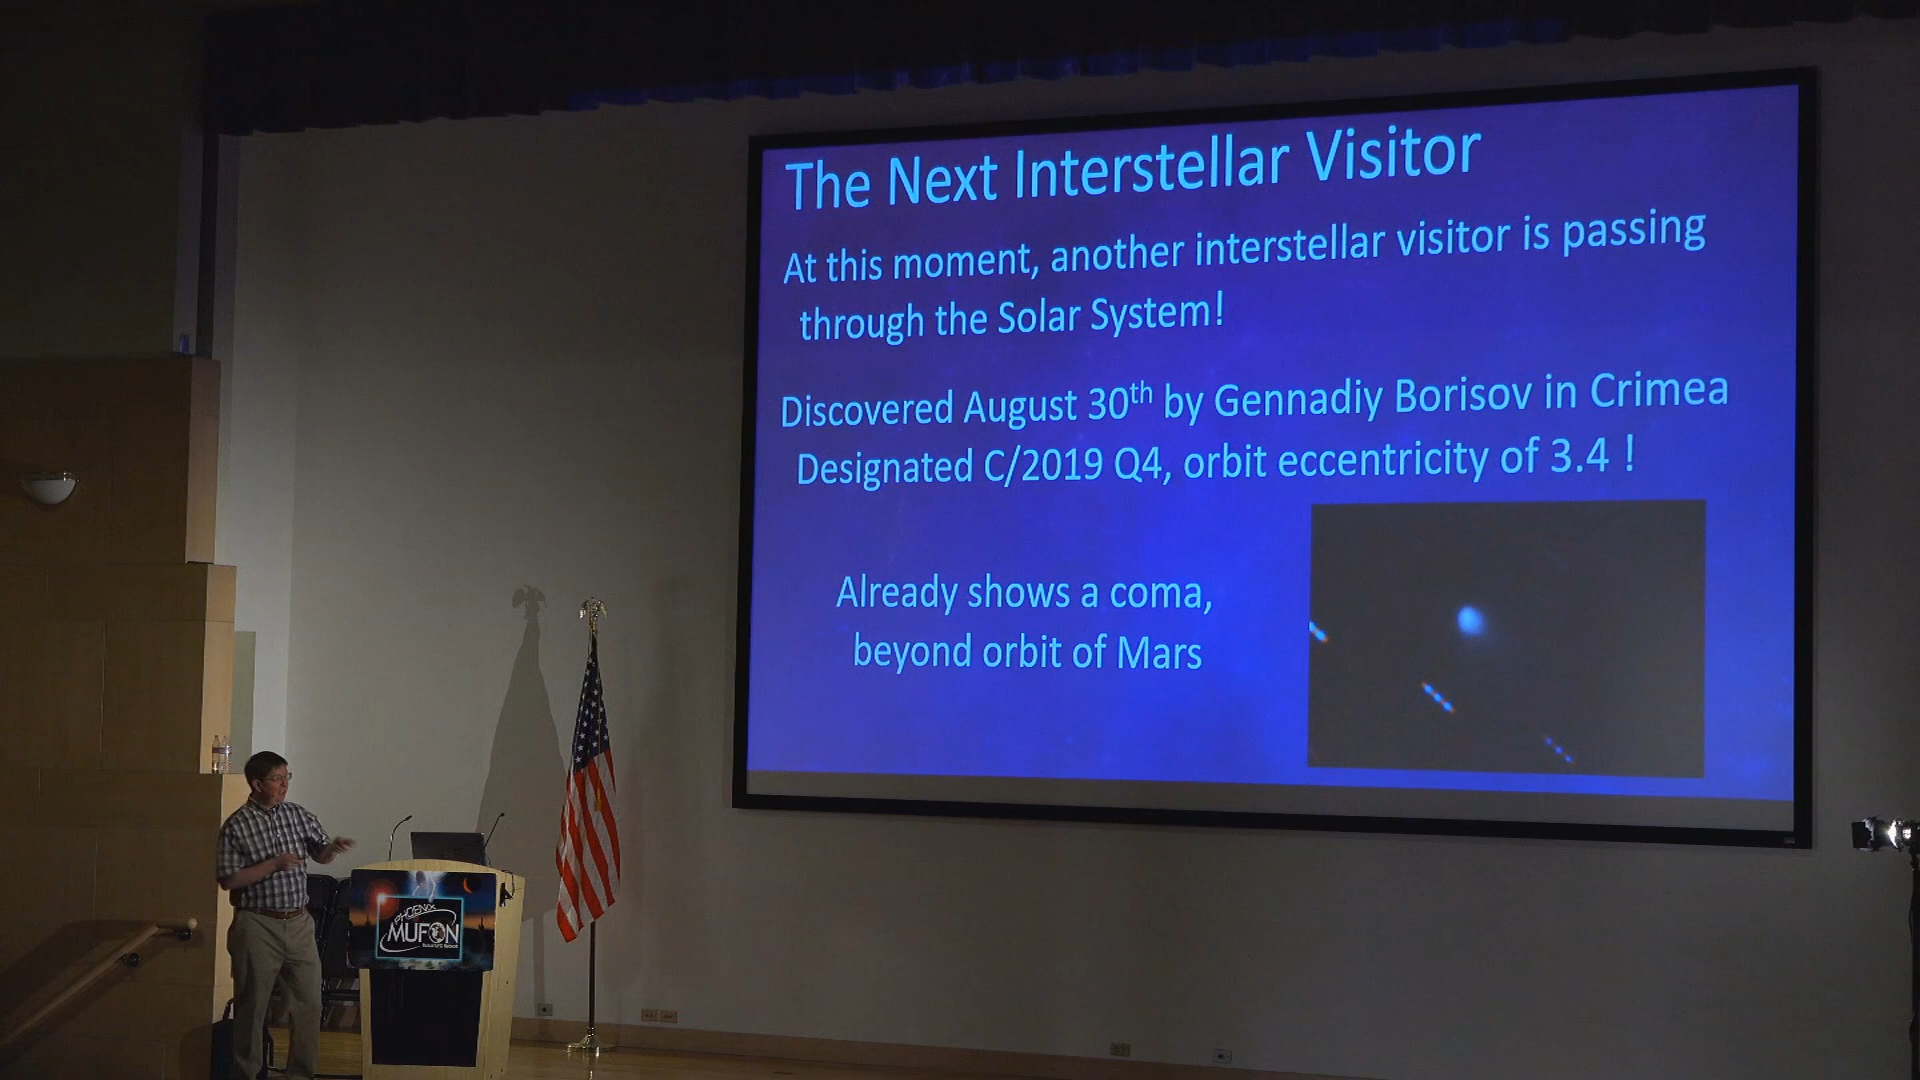 The Next Interstellar Visitor
At this moment, another interstellar visitor is passing
through the Solar System!
Discovered August 30th by Gennadiy Borisov in Crimea
Designated C/2019 Q4, orbit eccentricity of 3.4 !
Already shows a coma,
beyond orbit of Mars
PHOENIX
MUFON